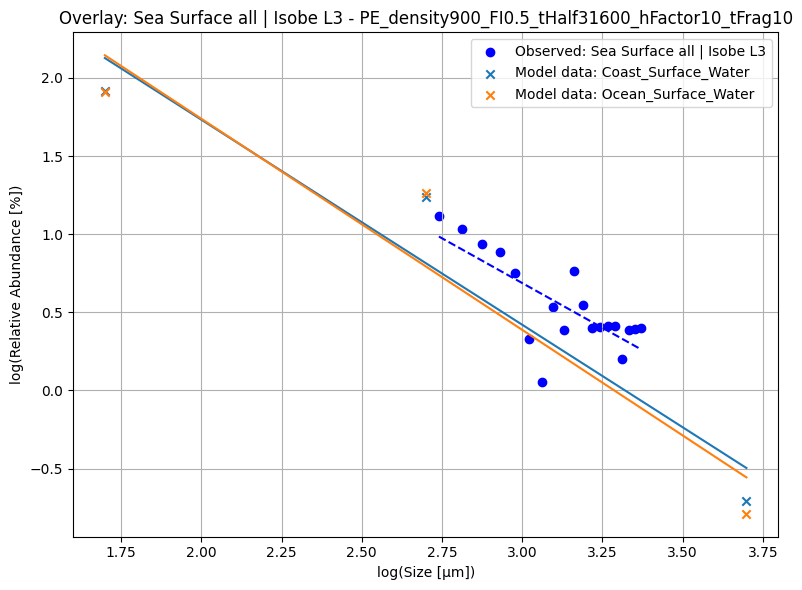 Overlay: Sea Surface all | Isobe L3 - PE_density900_FI0.5_tHalf31600_hFactor10_tFrag10
Observed: Sea Surface all | Isobe L3
Model data: Coast_Surface_Water
Model data: Ocean_Surface_Water
log(Relative Abundance [%])
2.0
1.5
1.0
0.5
0.0
−0.5
1.75
2.00
2.25
2.50
2.75
3.00
3.25
3.50
3.75
log(Size [µm])